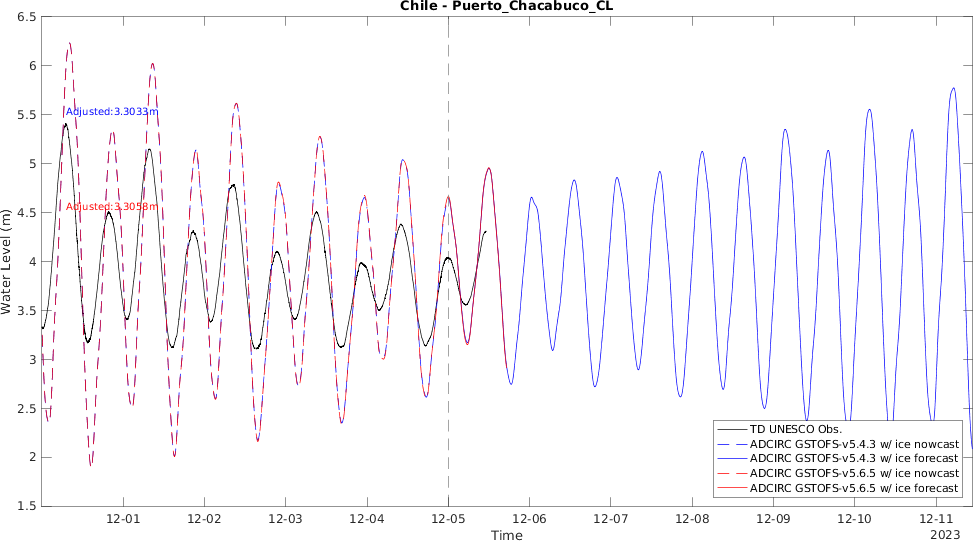 Chile - Puerto_Chacabuco_CL
6.5
6
5.5
5
4.5
4
3.5
3
2.5
2
1.5
Water Level (m)
Adjusted:3.3033m
Adjusted:3.3058m
TD UNESCO Obs.
ADCIRC GSTOFS-v5.4.3 w/ ice nowcast
ADCIRC GSTOFS-v5.4.3 w/ ice forecast
ADCIRC GSTOFS-v5.6.5 w/ ice nowcast
ADCIRC GSTOFS-v5.6.5 w/ ice forecast
12-01 12-02 12-03 12-04 12-05 12-06 12-07 12-08 12-09 12-10 12-11
Time 2023